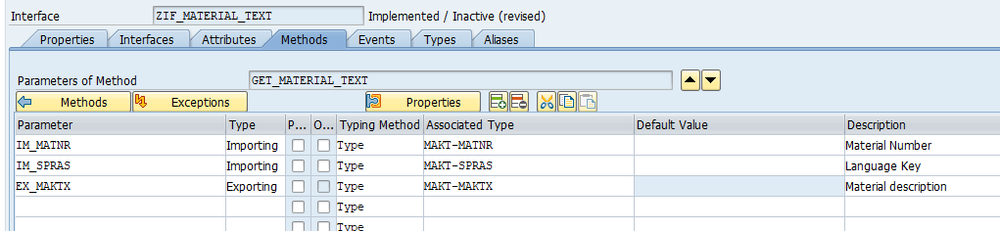 Interface ZIF_MATERIAL_TEXT Implemented / Inactive (revised)
Properties Interfaces Attributes Methods Events Types Aliases
Parameters of Method GET_MATERIAL_TEXT
Methods Exceptions Properties
Parameter Type P... O... Typing Method Associated Type Default Value Description
IM_MATNR Importing Type MAKT-MATNR Material Number
IM_SPRAS Importing Type MAKT-SPRAS Language Key
EX_MAKTX Exporting Type MAKT-MAKTX Material description
Type
Type